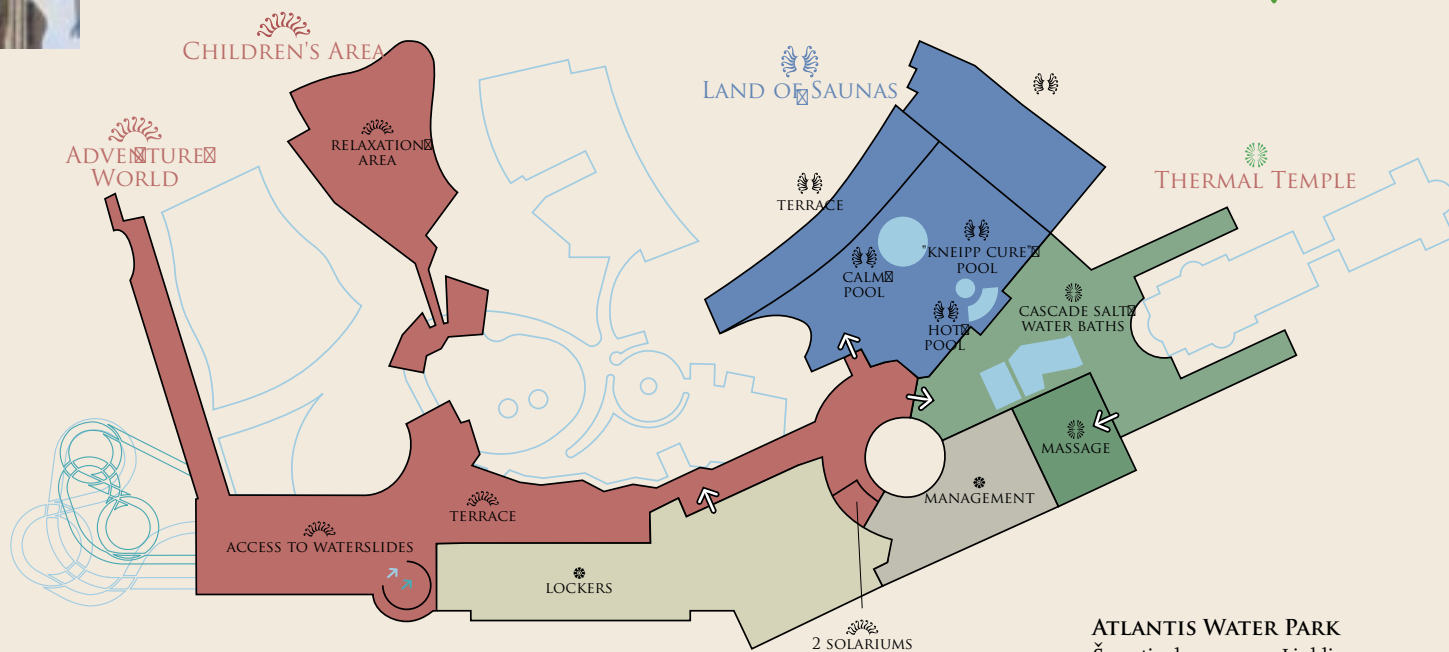 Children's Area
Land of Saunas
Adventure
World
Relaxation
Area
Thermal Temple
Terrace
"Kneipp Cure"
Pool
Calm
Pool
Cascade Salt
Water Baths
Hot
Pool
Massage
Management
Terrace
Access to Waterslides
Lockers
2 Solariums
Atlantis Water Park